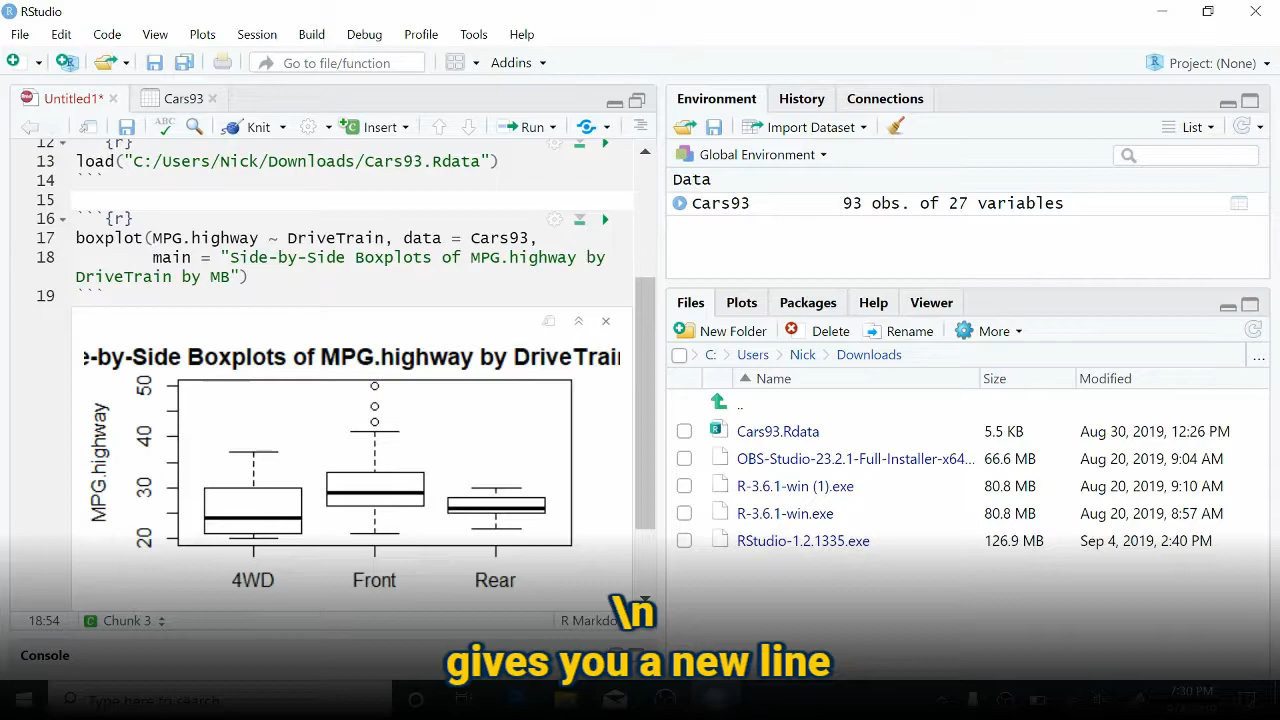 RStudio
File Edit Code View Plots Session Build Debug Profile Tools Help
Go to file/function Addins Project: (None)
Untitled1* Cars93
ABC Knit Insert Run
12 ```{r}
13 load("C:/Users/Nick/Downloads/Cars93.Rdata")
14 ```
15
16 ```{r}
17 boxplot(MPG.highway ~ DriveTrain, data = Cars93,
18 main = "Side-by-Side Boxplots of MPG.highway by
DriveTrain by MB")
19 ```
e-by-Side Boxplots of MPG.highway by DriveTrai
MPG.highway
50
40
30
20
4WD Front Rear
18:54 Chunk 3 R Markdo
Console
Environment History Connections
Import Dataset List
Global Environment
Data
Cars93 93 obs. of 27 variables
Files Plots Packages Help Viewer
New Folder Delete Rename More
C: Users Nick Downloads ...
Name Size Modified
..
Cars93.Rdata 5.5 KB Aug 30, 2019, 12:26 PM
OBS-Studio-23.2.1-Full-Installer-x64... 66.6 MB Aug 20, 2019, 9:04 AM
R-3.6.1-win (1).exe 80.8 MB Aug 20, 2019, 9:10 AM
R-3.6.1-win.exe 80.8 MB Aug 20, 2019, 8:57 AM
RStudio-1.2.1335.exe 126.9 MB Sep 4, 2019, 2:40 PM
\n
gives you a new line
Type here to search
7:30 PM